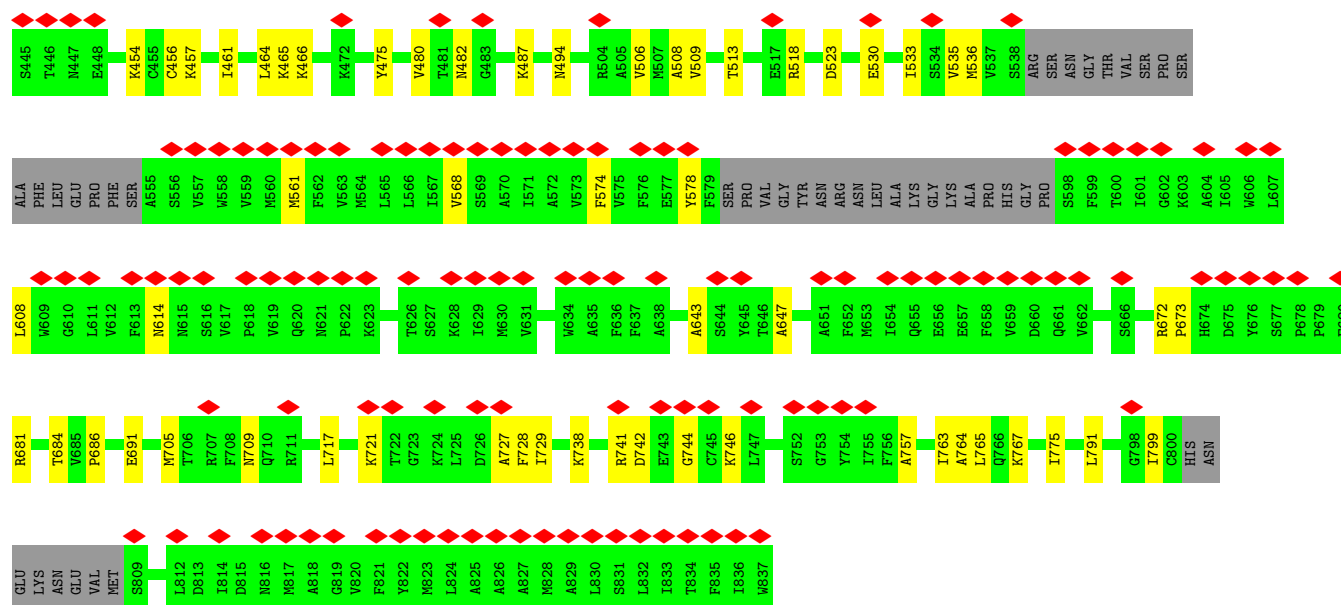 S445 T446 N447 E448 K454 C455 C456 K457 I461 L464 K465 K466 K472 Y475 V480 T481 N482 G483 K487 N494 R504 A505 V506 M507 A508 V509 T513 E517 R518 D523 E530 I533 S534 V535 M536 V537 S538 ARG SER ASN GLY THR VAL SER PRO SER
ALA PHE LEU GLU PRO PHE SER A555 S556 V557 W558 V559 M560 M561 F562 V563 M564 L565 L566 I567 V568 S569 A570 I571 A572 V573 F574 V575 F576 E577 Y578 F579 SER PRO VAL GLY TYR ASN ARG ASN LEU ALA LYS GLY LYS ALA PRO HIS GLY PRO S598 F599 T600 I601 G602 K603 A604 I605 W606 L607
L608 W609 G610 L611 V612 F613 N614 N615 S616 V617 P618 V619 Q620 N621 P622 K623 T626 S627 K628 I629 M630 V631 W634 A635 F636 F637 A638 A643 S644 Y645 T646 A647 A651 F652 M653 I654 Q655 E656 E657 F658 V659 D660 Q661 V662 S666 R672 P673 H674 D675 Y676 S677 P678 P679
R681 T684 V685 P686 E691 M705 T706 R707 F708 N709 Q710 R711 L717 K721 T722 G723 K724 L725 D726 A727 F728 I729 K738 R741 D742 E743 G744 C745 K746 L747 S752 G753 Y754 I755 F756 A757 I763 A764 L765 Q766 K767 I775 L791 G798 I799 C800 HIS ASN
GLU LYS ASN GLU VAL MET S809 L812 D813 I814 D815 N816 M817 A818 G819 V820 F821 Y822 M823 L824 A825 A826 A827 M828 A829 L830 S831 L832 I833 T834 F835 I836 W837